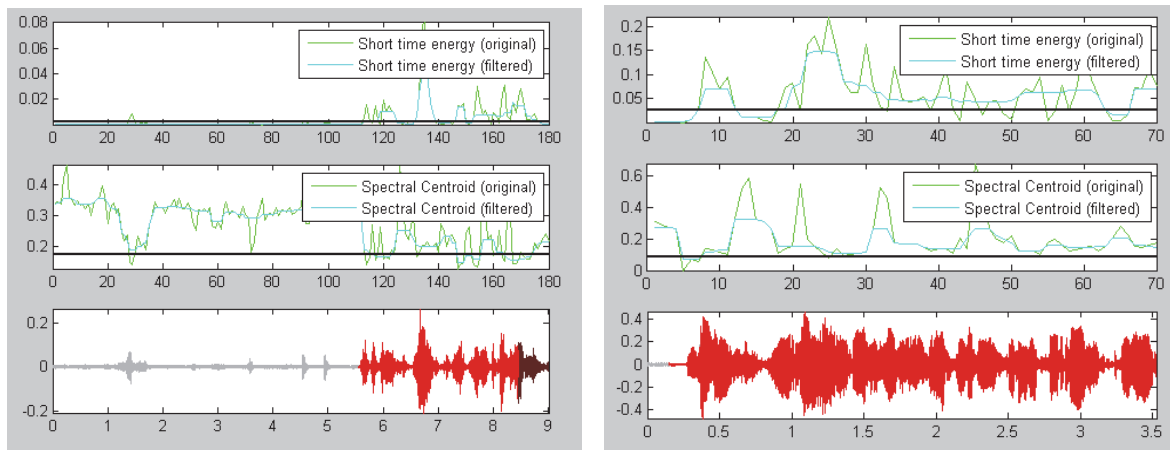 0.08
0.06
0.04
0.02
Short time energy (original)
Short time energy (filtered)
0 20 40 60 80 100 120 140 160 180
0.4
0.3
0.2
Spectral Centroid (original)
Spectral Centroid (filtered)
0 20 40 60 80 100 120 140 160 180
0.2
0
-0.2
0 1 2 3 4 5 6 7 8 9
0.2
0.15
0.1
0.05
Short time energy (original)
Short time energy (filtered)
0 10 20 30 40 50 60 70
0.6
0.4
0.2
0
Spectral Centroid (original)
Spectral Centroid (filtered)
0 10 20 30 40 50 60 70
0.4
0.2
0
-0.2
-0.4
0 0.5 1 1.5 2 2.5 3 3.5